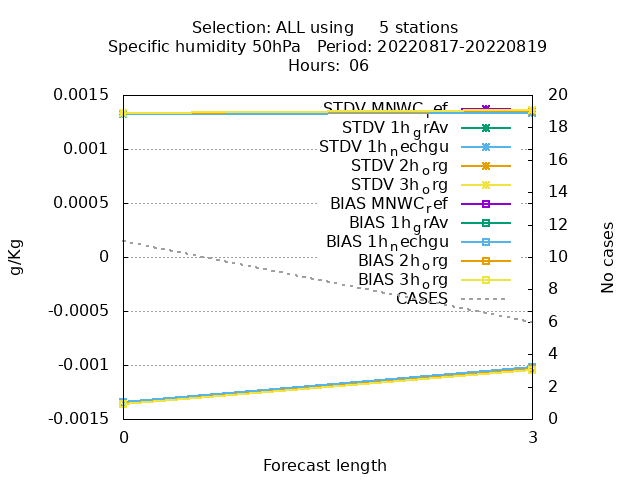 Selection: ALL using 5 stations
Specific humidity 50hPa Period: 20220817-20220819
Hours: 06
0.0015
0.001
0.0005
0
-0.0005
-0.001
-0.0015
g/Kg
STDV MNWC_ref
STDV 1h_grAv
STDV 1h_nechgu
STDV 2h_org
STDV 3h_org
BIAS MNWC_ref
BIAS 1h_grAv
BIAS 1h_nechgu
BIAS 2h_org
BIAS 3h_org
CASES
20
18
16
14
12
10
8
6
4
2
0
No cases
0 3
Forecast length